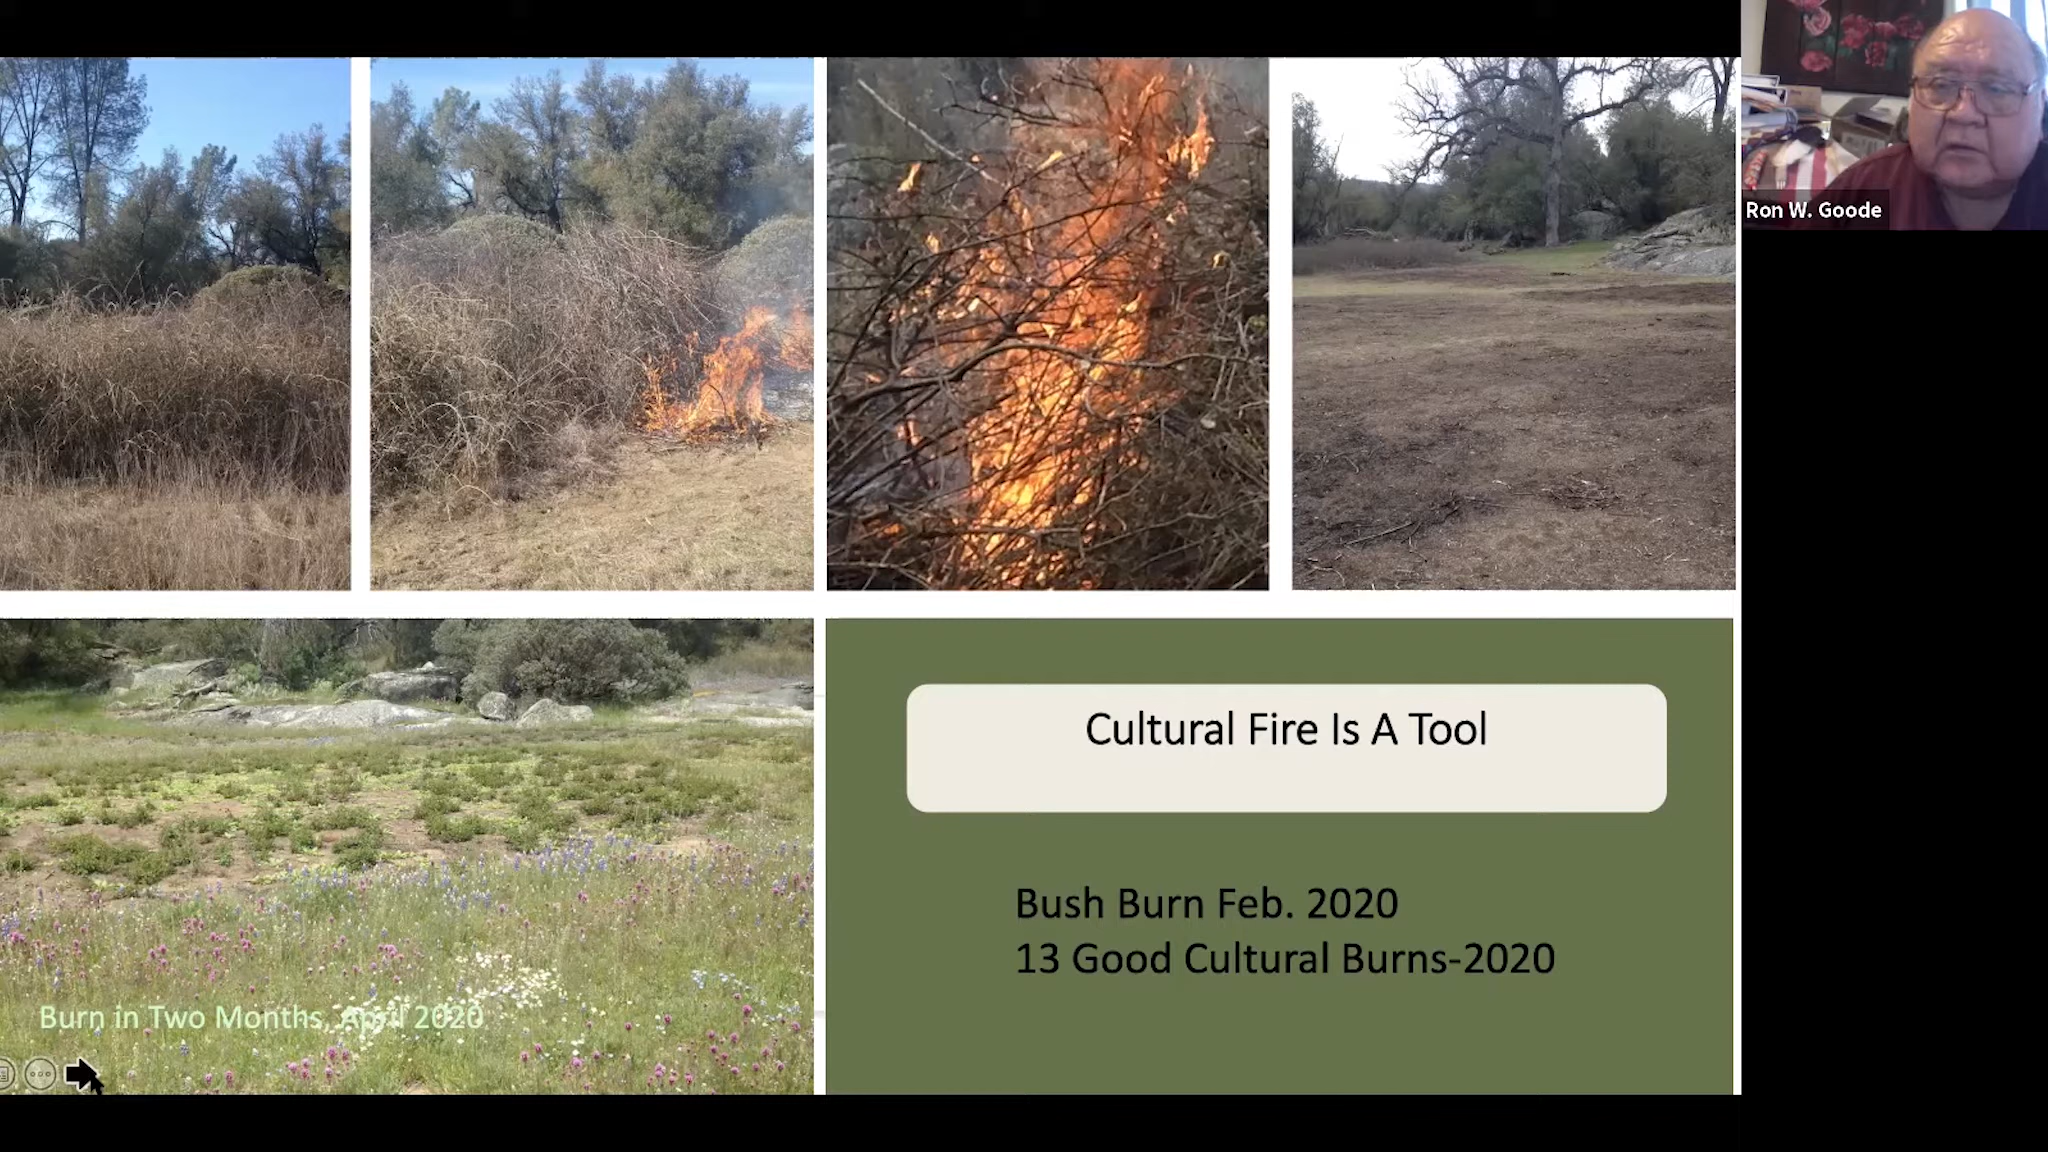 Ron W. Goode
Cultural Fire Is A Tool
Bush Burn Feb. 2020
13 Good Cultural Burns-2020
Burn in Two Months, April 2020